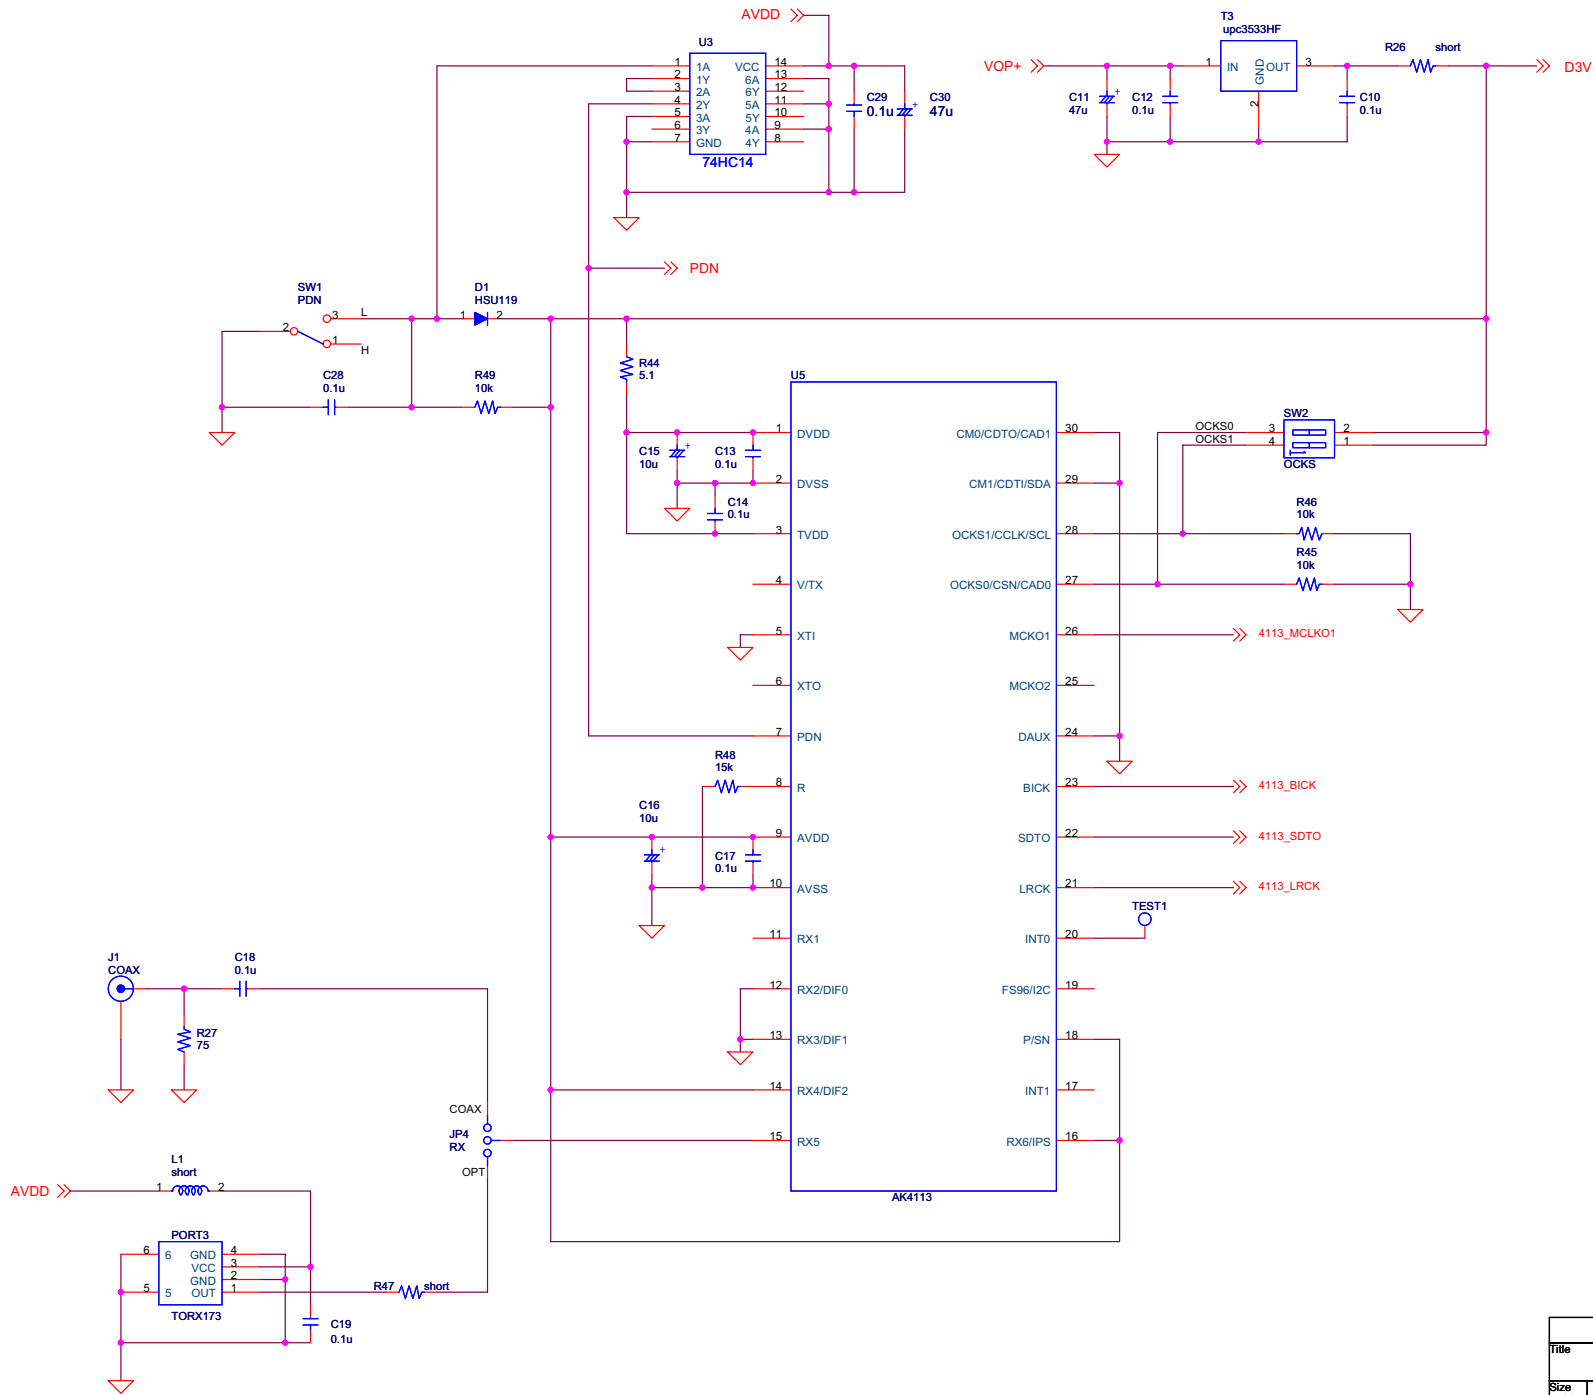 AVDD
U3
1 1A VCC 14
2 1Y 6A 13
3 2A 6Y 12
4 2Y 5A 11
5 3A 5Y 10
6 3Y 4A 9
7 GND 4Y 8
74HC14
C29
0.1u
C30
+
47u
T3
upc3533HF
VOP+
1 IN GND OUT 3
2
R26 short
D3V
C11
+
47u
C12
0.1u
C10
0.1u
PDN
SW1
PDN
3 L
2
1
H
D1
HSU119
1 2
C28
0.1u
R49
10k
R44
5.1
C15
+
10u
C13
0.1u
C14
0.1u
U5
1 DVDD
2 DVSS
3 TVDD
4 V/TX
5 XTI
6 XTO
7 PDN
8 R
9 AVDD
10 AVSS
11 RX1
12 RX2/DIF0
13 RX3/DIF1
14 RX4/DIF2
15 RX5
CM0/CDTO/CAD1 30
CM1/CDTI/SDA 29
OCKS1/CCLK/SCL 28
OCKS0/CSN/CAD0 27
MCKO1 26
MCKO2 25
DAUX 24
BICK 23
SDTO 22
LRCK 21
INT0 20
FS96/I2C 19
P/SN 18
INT1 17
RX6/IPS 16
AK4113
SW2
OCKS0 3 2
OCKS1 4 1
OCKS
R46
10k
R45
10k
4113_MCLKO1
4113_BICK
4113_SDTO
4113_LRCK
TEST1
R48
15k
C16
10u
+
C17
0.1u
J1
COAX
C18
0.1u
R27
75
COAX
JP4
RX
OPT
L1
short
AVDD
1 2
PORT3
6 6 GND 4
VCC 3
GND 2
5 5 OUT 1
TORX173
R47 short
C19
0.1u
Title
Size